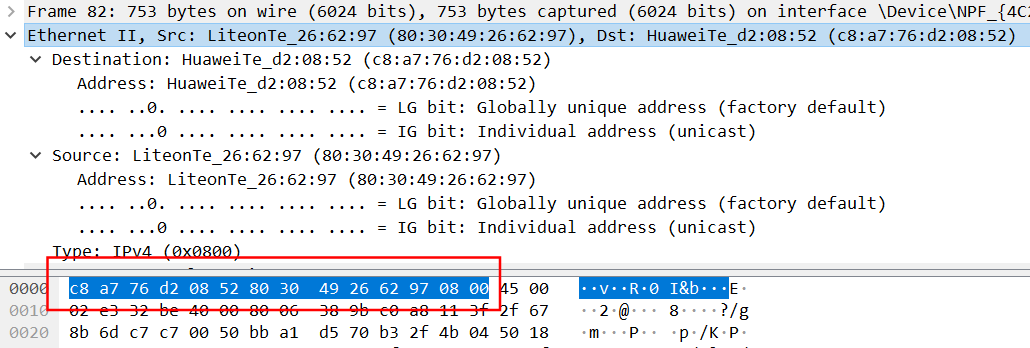 Frame 82: 753 bytes on wire (6024 bits), 753 bytes captured (6024 bits) on interface \Device\NPF_{4C2
Ethernet II, Src: LiteonTe_26:62:97 (80:30:49:26:62:97), Dst: HuaweiTe_d2:08:52 (c8:a7:76:d2:08:52)
Destination: HuaweiTe_d2:08:52 (c8:a7:76:d2:08:52)
Address: HuaweiTe_d2:08:52 (c8:a7:76:d2:08:52)
.... ..0. .... .... .... .... = LG bit: Globally unique address (factory default)
.... ...0 .... .... .... .... = IG bit: Individual address (unicast)
Source: LiteonTe_26:62:97 (80:30:49:26:62:97)
Address: LiteonTe_26:62:97 (80:30:49:26:62:97)
.... ..0. .... .... .... .... = LG bit: Globally unique address (factory default)
.... ...0 .... .... .... .... = IG bit: Individual address (unicast)
Type: IPv4 (0x0800)
0000 c8 a7 76 d2 08 52 80 30 49 26 62 97 08 00 45 00 ··v··R·0 I&b···E·
0010 02 e3 32 be 40 00 80 06 38 9b c0 a8 11 3f 2f 67 ··2·@··· 8····?/g
0020 8b 6d c7 c7 00 50 bb a1 d5 70 b3 2f 4b 04 50 18 ·m···P·· ·p·/K·P·